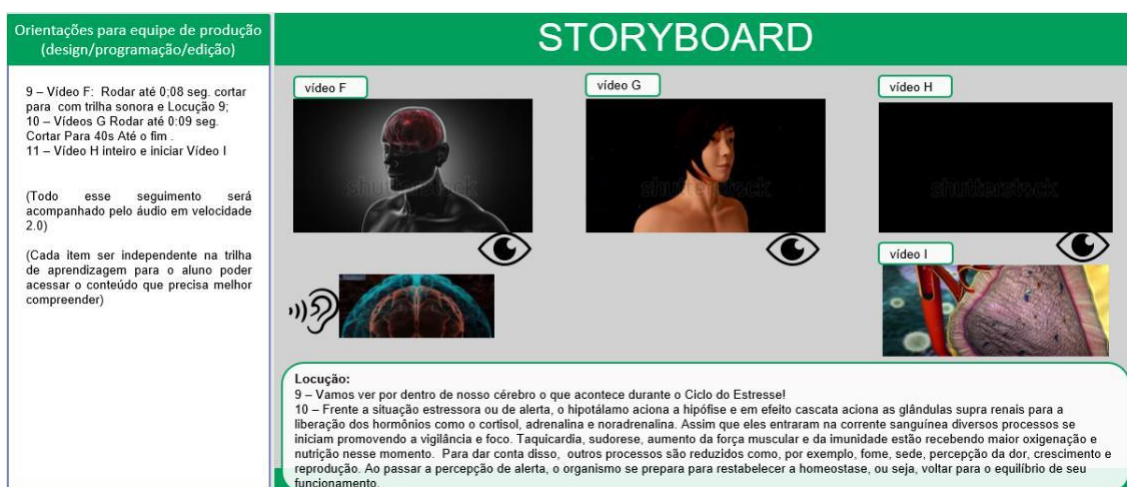 Orientações para equipe de produção
(design/programação/edição)
9 – Vídeo F: Rodar até 0;08 seg. cortar
para com trilha sonora e Locução 9;
10 – Vídeos G Rodar até 0:09 seg.
Cortar Para 40s Até o fim .
11 – Vídeo H inteiro e iniciar Vídeo I
(Todo esse seguimento será
acompanhado pelo áudio em velocidade
2.0)
(Cada item ser independente na trilha
de aprendizagem para o aluno poder
acessar o conteúdo que precisa melhor
compreender)
STORYBOARD
vídeo F
vídeo G
vídeo H
shutterstock
shutterstock
shutterstock
vídeo I
Locução:
9 – Vamos ver por dentro de nosso cérebro o que acontece durante o Ciclo do Estresse!
10 – Frente a situação estressora ou de alerta, o hipotálamo aciona a hipófise e em efeito cascata aciona as glândulas supra renais para a
liberação dos hormônios como o cortisol, adrenalina e noradrenalina. Assim que eles entraram na corrente sanguínea diversos processos se
iniciam promovendo a vigilância e foco. Taquicardia, sudorese, aumento da força muscular e da imunidade estão recebendo maior oxigenação e
nutrição nesse momento. Para dar conta disso, outros processos são reduzidos como, por exemplo, fome, sede, percepção da dor, crescimento e
reprodução. Ao passar a percepção de alerta, o organismo se prepara para restabelecer a homeostase, ou seja, voltar para o equilíbrio de seu
funcionamento.